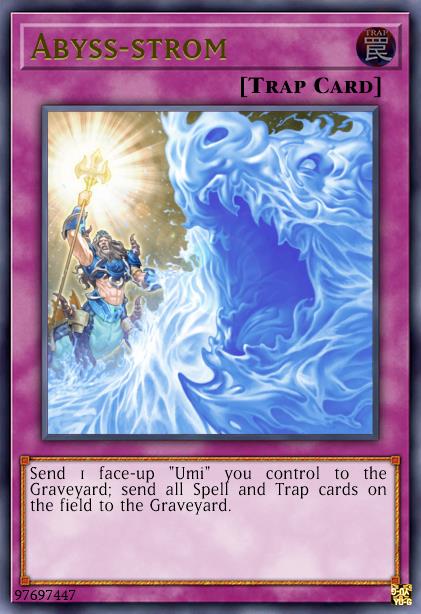 Abyss-strom
TRAP
罠
[Trap Card]
Send 1 face-up "Umi" you control to the
Graveyard; send all Spell and Trap cards on
the field to the Graveyard.
97697447